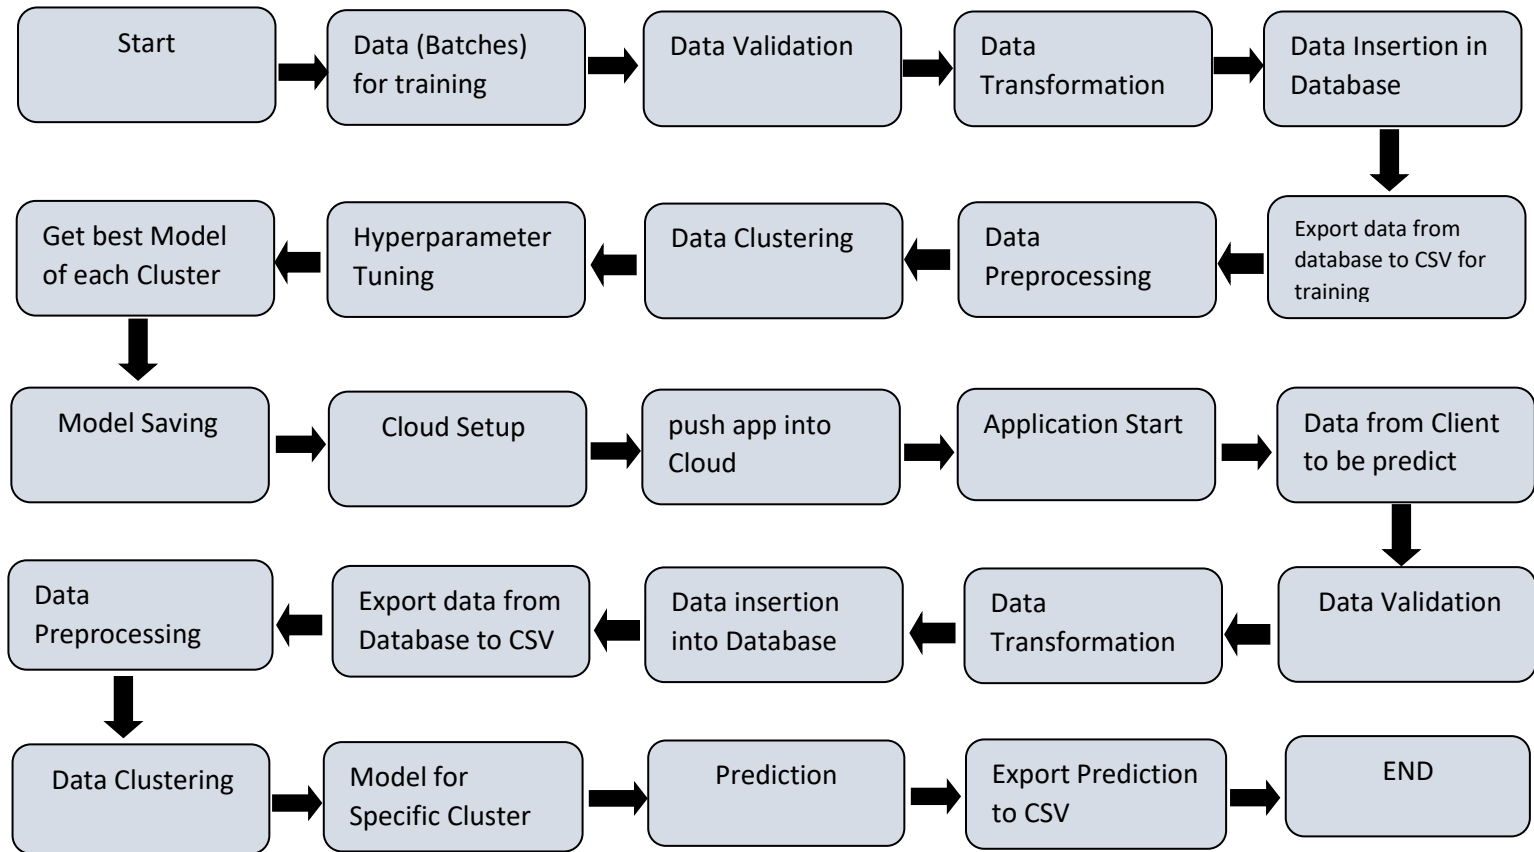 Start
Data (Batches)
for training
Data Validation
Data
Transformation
Data Insertion in
Database
Export data from
database to CSV for
training
Data
Preprocessing
Data Clustering
Hyperparameter
Tuning
Get best Model
of each Cluster
Model Saving
Cloud Setup
push app into
Cloud
Application Start
Data from Client
to be predict
Data Validation
Data
Transformation
Data insertion
into Database
Export data from
Database to CSV
Data
Preprocessing
Data Clustering
Model for
Specific Cluster
Prediction
Export Prediction
to CSV
END